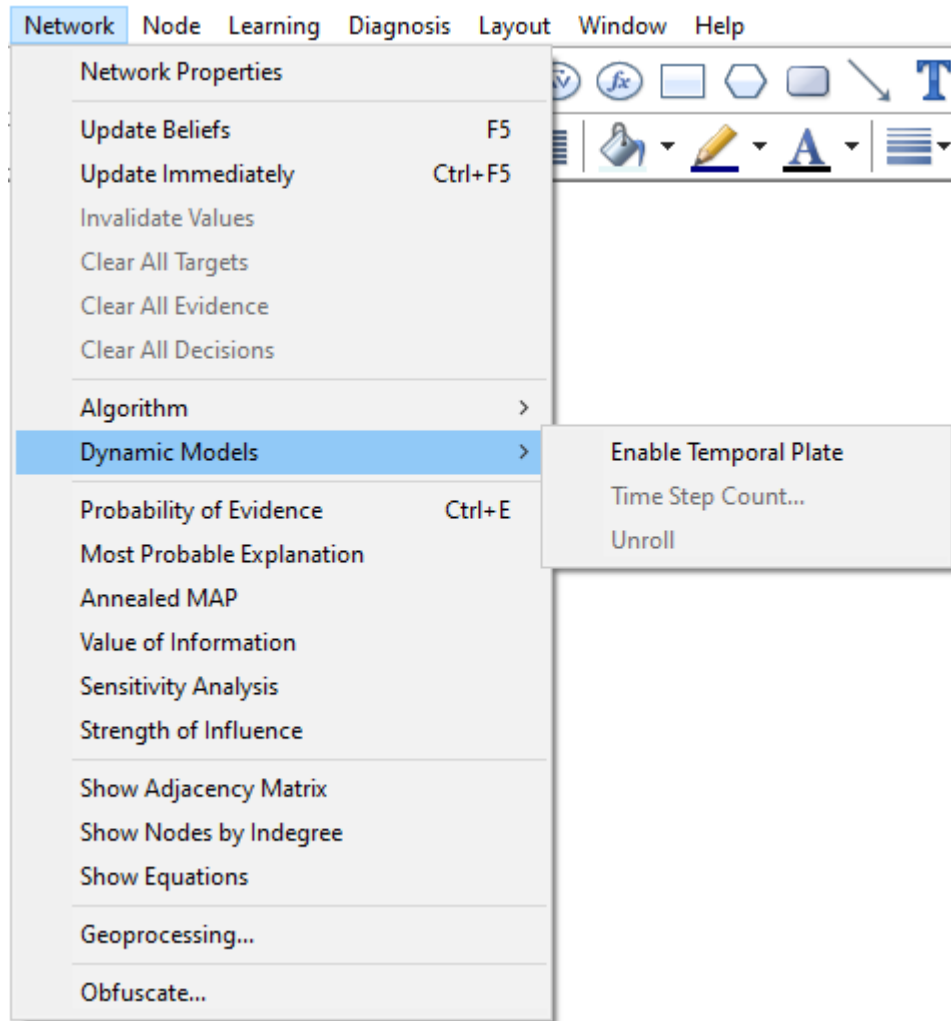 Network Node Learning Diagnosis Layout Window Help
Network Properties
fx
T
Update Beliefs F5
Update Immediately Ctrl+F5
A
Invalidate Values
Clear All Targets
Clear All Evidence
Clear All Decisions
Algorithm
Dynamic Models
Enable Temporal Plate
Time Step Count...
Unroll
Probability of Evidence Ctrl+E
Most Probable Explanation
Annealed MAP
Value of Information
Sensitivity Analysis
Strength of Influence
Show Adjacency Matrix
Show Nodes by Indegree
Show Equations
Geoprocessing...
Obfuscate...